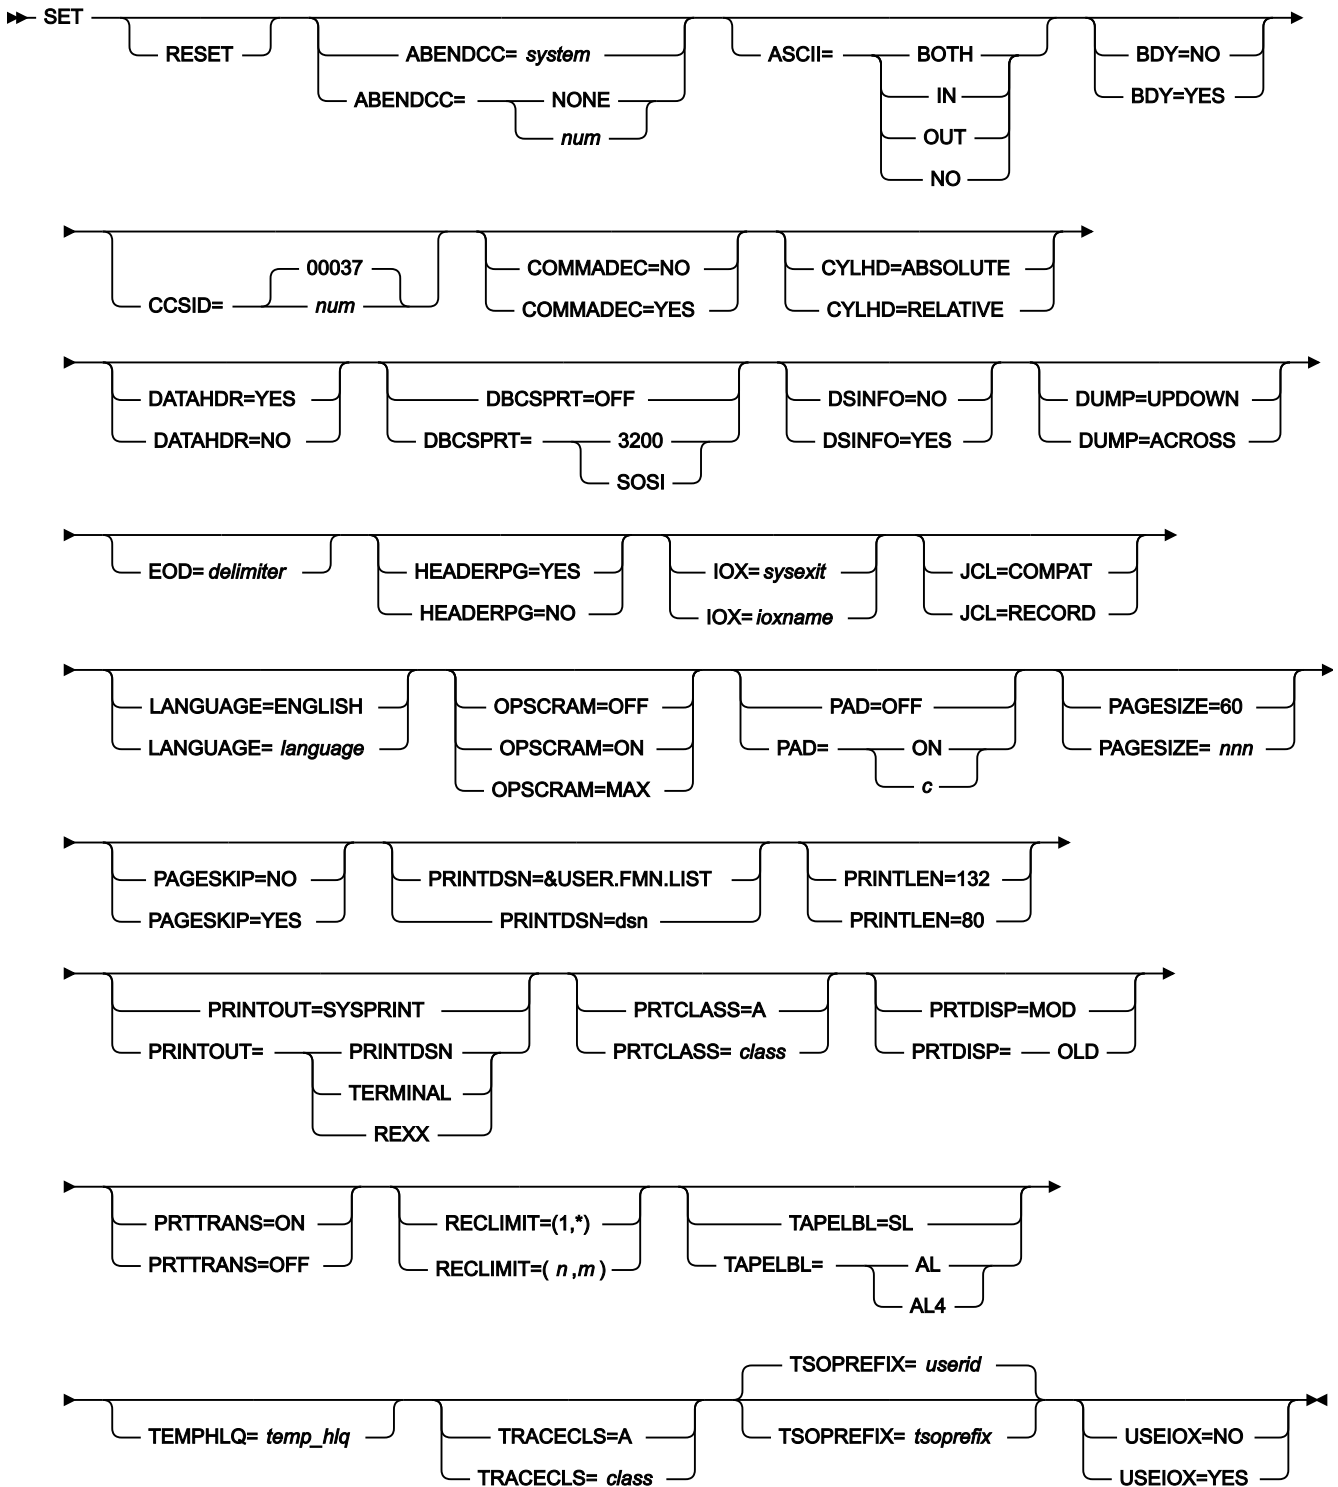 SET
RESET
ABENDCC= system
ABENDCC= NONE
num
ASCII= BOTH
IN
OUT
NO
BDY=NO
BDY=YES
CCSID= 00037
num
COMMADEC=NO
COMMADEC=YES
CYLHD=ABSOLUTE
CYLHD=RELATIVE
DATAHDR=YES
DATAHDR=NO
DBCSPRT=OFF
DBCSPRT= 3200
SOSI
DSINFO=NO
DSINFO=YES
DUMP=UPDOWN
DUMP=ACROSS
EOD= delimiter
HEADERPG=YES
HEADERPG=NO
IOX= sysexit
IOX= ioxname
JCL=COMPAT
JCL=RECORD
LANGUAGE=ENGLISH
LANGUAGE= language
OPSCRAM=OFF
OPSCRAM=ON
OPSCRAM=MAX
PAD=OFF
PAD= ON
c
PAGESIZE=60
PAGESIZE= nnn
PAGESKIP=NO
PAGESKIP=YES
PRINTDSN=&USER.FMN.LIST
PRINTDSN=dsn
PRINTLEN=132
PRINTLEN=80
PRINTOUT=SYSPRINT
PRINTOUT= PRINTDSN
TERMINAL
REXX
PRTCLASS=A
PRTCLASS= class
PRTDISP=MOD
PRTDISP= OLD
PRTTRANS=ON
PRTTRANS=OFF
RECLIMIT=(1,*)
RECLIMIT=( n ,m )
TAPELBL=SL
TAPELBL= AL
AL4
TEMPHLQ= temp_hlq
TRACECLS=A
TRACECLS= class
TSOPREFIX= userid
TSOPREFIX= tsoprefix
USEIOX=NO
USEIOX=YES